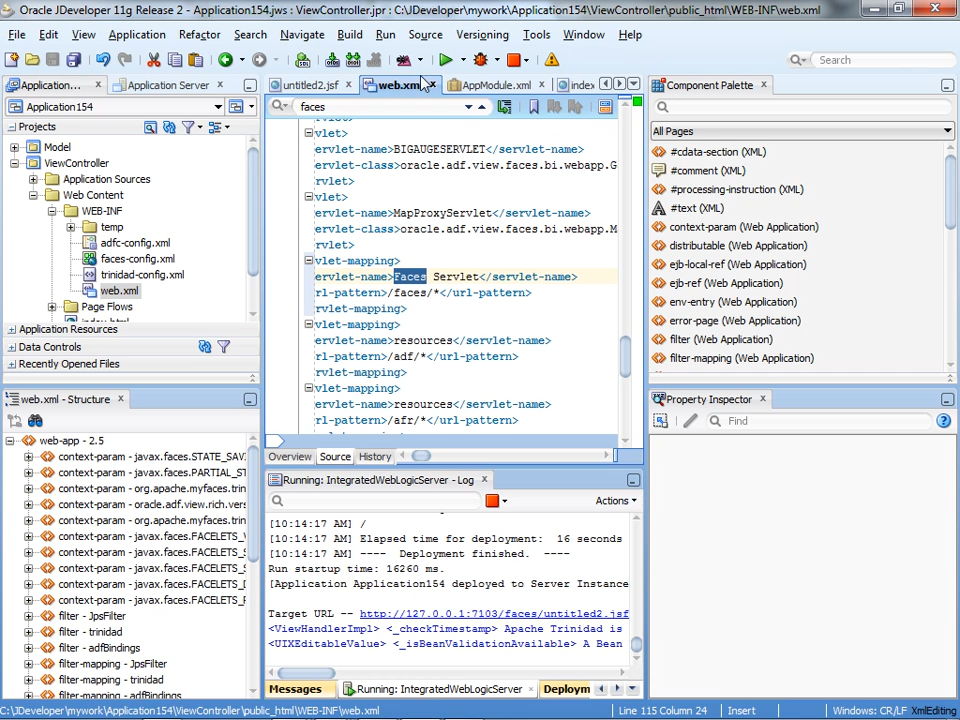 Oracle JDeveloper 11g Release 2 - Application154.jws : ViewController.jpr : C:\JDeveloper\mywork\Application154\ViewController\public_html\WEB-INF\web.xml
File Edit View Application Refactor Search Navigate Build Run Source Versioning Tools Window Help
Search
Application... Application Server
Application154
Projects
Model
ViewController
Application Sources
Web Content
WEB-INF
temp
adfc-config.xml
faces-config.xml
trinidad-config.xml
web.xml
Page Flows
Application Resources
Data Controls
Recently Opened Files
web.xml - Structure
web-app - 2.5
context-param - javax.faces.STATE_SAVI
context-param - javax.faces.PARTIAL_ST
context-param - org.apache.myfaces.trin
context-param - oracle.adf.view.rich.vers
context-param - org.apache.myfaces.trin
context-param - javax.faces.FACELETS_V
context-param - javax.faces.FACELETS_S
context-param - javax.faces.FACELETS_S
context-param - javax.faces.FACELETS_D
context-param - javax.faces.FACELETS_R
filter - JpsFilter
filter - trinidad
filter - adfBindings
filter-mapping - JpsFilter
filter-mapping - trinidad
filter-mapping - adfBindings
untitled2.jsf web.xml AppModule.xml index
faces
vlet>
ervlet-name>BIGAUGESERVLET</servlet-name>
ervlet-class>oracle.adf.view.faces.bi.webapp.G
rvlet>
vlet>
ervlet-name>MapProxyServlet</servlet-name>
ervlet-class>oracle.adf.view.faces.bi.webapp.M
rvlet>
vlet-mapping>
ervlet-name>Faces Servlet</servlet-name>
rl-pattern>/faces/*</url-pattern>
rvlet-mapping>
vlet-mapping>
ervlet-name>resources</servlet-name>
rl-pattern>/adf/*</url-pattern>
rvlet-mapping>
vlet-mapping>
ervlet-name>resources</servlet-name>
rl-pattern>/afr/*</url-pattern>
Overview Source History
Running: IntegratedWebLogicServer - Log
Actions
[10:14:17 AM] /
[10:14:17 AM] Elapsed time for deployment: 16 seconds
[10:14:17 AM] ---- Deployment finished. ----
Run startup time: 16260 ms.
[Application Application154 deployed to Server Instance
Target URL -- http://127.0.0.1:7103/faces/untitled2.jsf
<ViewHandlerImpl> <_checkTimestamp> Apache Trinidad is
<UIXEditableValue> <_isBeanValidationAvailable> A Bean
Messages Running: IntegratedWebLogicServer Deploym
Component Palette
All Pages
#cdata-section (XML)
#comment (XML)
#processing-instruction (XML)
#text (XML)
context-param (Web Application)
distributable (Web Application)
ejb-local-ref (Web Application)
ejb-ref (Web Application)
env-entry (Web Application)
error-page (Web Application)
filter (Web Application)
filter-mapping (Web Application)
Property Inspector
Find
C:\JDeveloper\mywork\Application154\ViewController\public_html\WEB-INF\web.xml Line 115 Column 24 Insert Windows: CR/LF XmlEditing